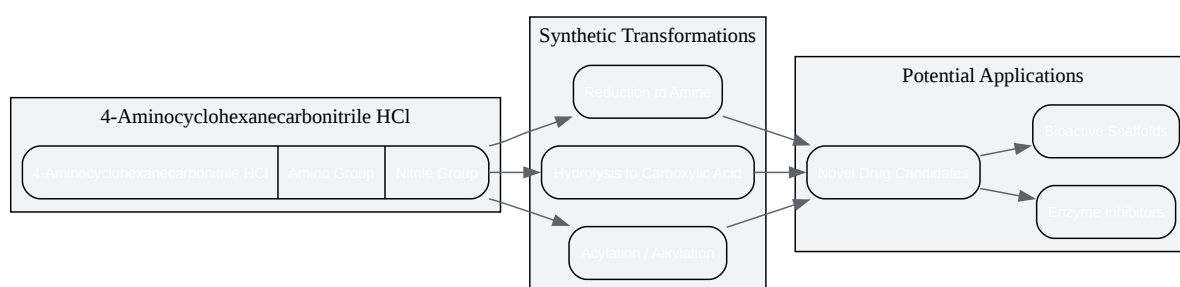 4-Aminocyclohexanecarbonitrile HCl
4-Aminocyclohexanecarbonitrile HCl
Amino Group
Nitrile Group
Synthetic Transformations
Reduction to Amine
Hydrolysis to Carboxylic Acid
Acylation / Alkylation
Potential Applications
Novel Drug Candidates
Bioactive Scaffolds
Enzyme Inhibitors